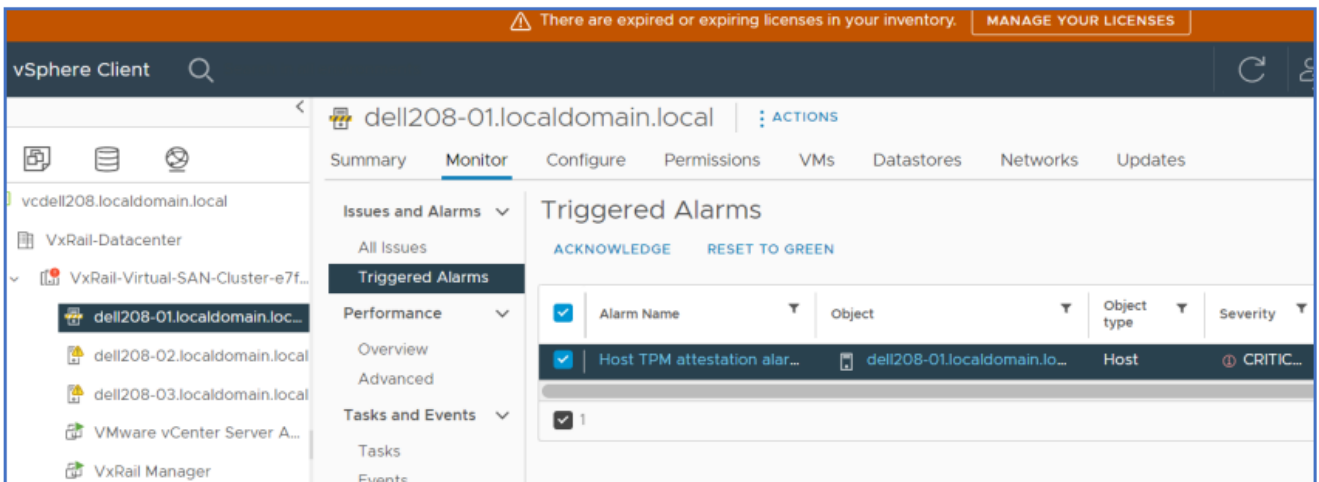 There are expired or expiring licenses in your inventory. MANAGE YOUR LICENSES
vSphere Client
dell208-01.localdomain.local ACTIONS
Summary Monitor Configure Permissions VMs Datastores Networks Updates
vcdell208.localdomain.local
VxRail-Datacenter
VxRail-Virtual-SAN-Cluster-e7f...
dell208-01.localdomain.loc...
dell208-02.localdomain.local
dell208-03.localdomain.local
VMware vCenter Server A...
VxRail Manager
Issues and Alarms
All Issues
Triggered Alarms
Performance
Overview
Advanced
Tasks and Events
Tasks
Events
Triggered Alarms
ACKNOWLEDGE RESET TO GREEN
Alarm Name Object Object type Severity
Host TPM attestation alar... dell208-01.localdomain.lo... Host CRITIC...
1